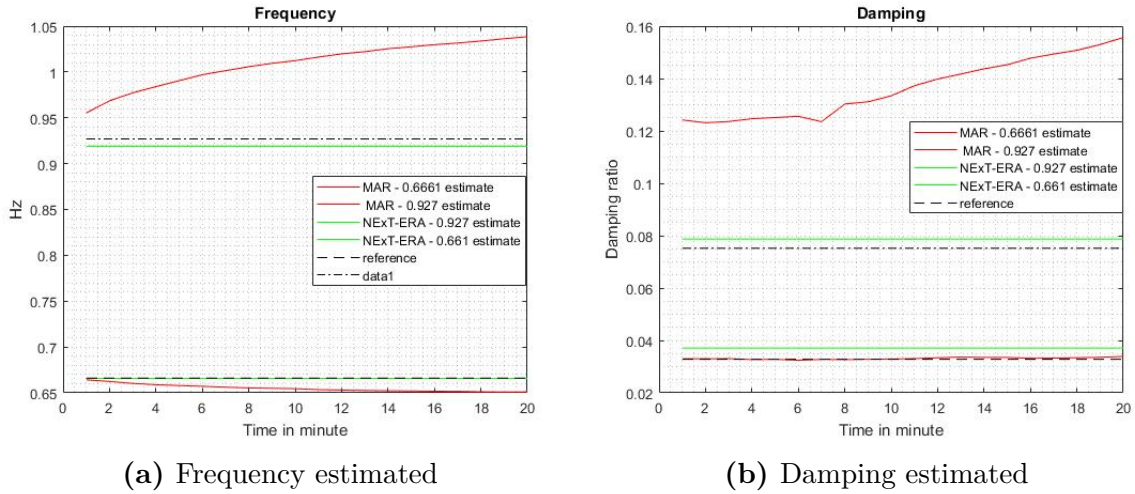 Frequency
1.05
1
0.95
0.9
0.85
0.8
0.75
0.7
0.65
Hz
MAR - 0.6661 estimate
MAR - 0.927 estimate
NExT-ERA - 0.927 estimate
NExT-ERA - 0.661 estimate
reference
data1
0 2 4 6 8 10 12 14 16 18 20
Time in minute
(a) Frequency estimated
Damping
0.16
0.14
0.12
0.1
0.08
0.06
0.04
0.02
Damping ratio
MAR - 0.6661 estimate
MAR - 0.927 estimate
NExT-ERA - 0.927 estimate
NExT-ERA - 0.661 estimate
reference
0 2 4 6 8 10 12 14 16 18 20
Time in minute
(b) Damping estimated